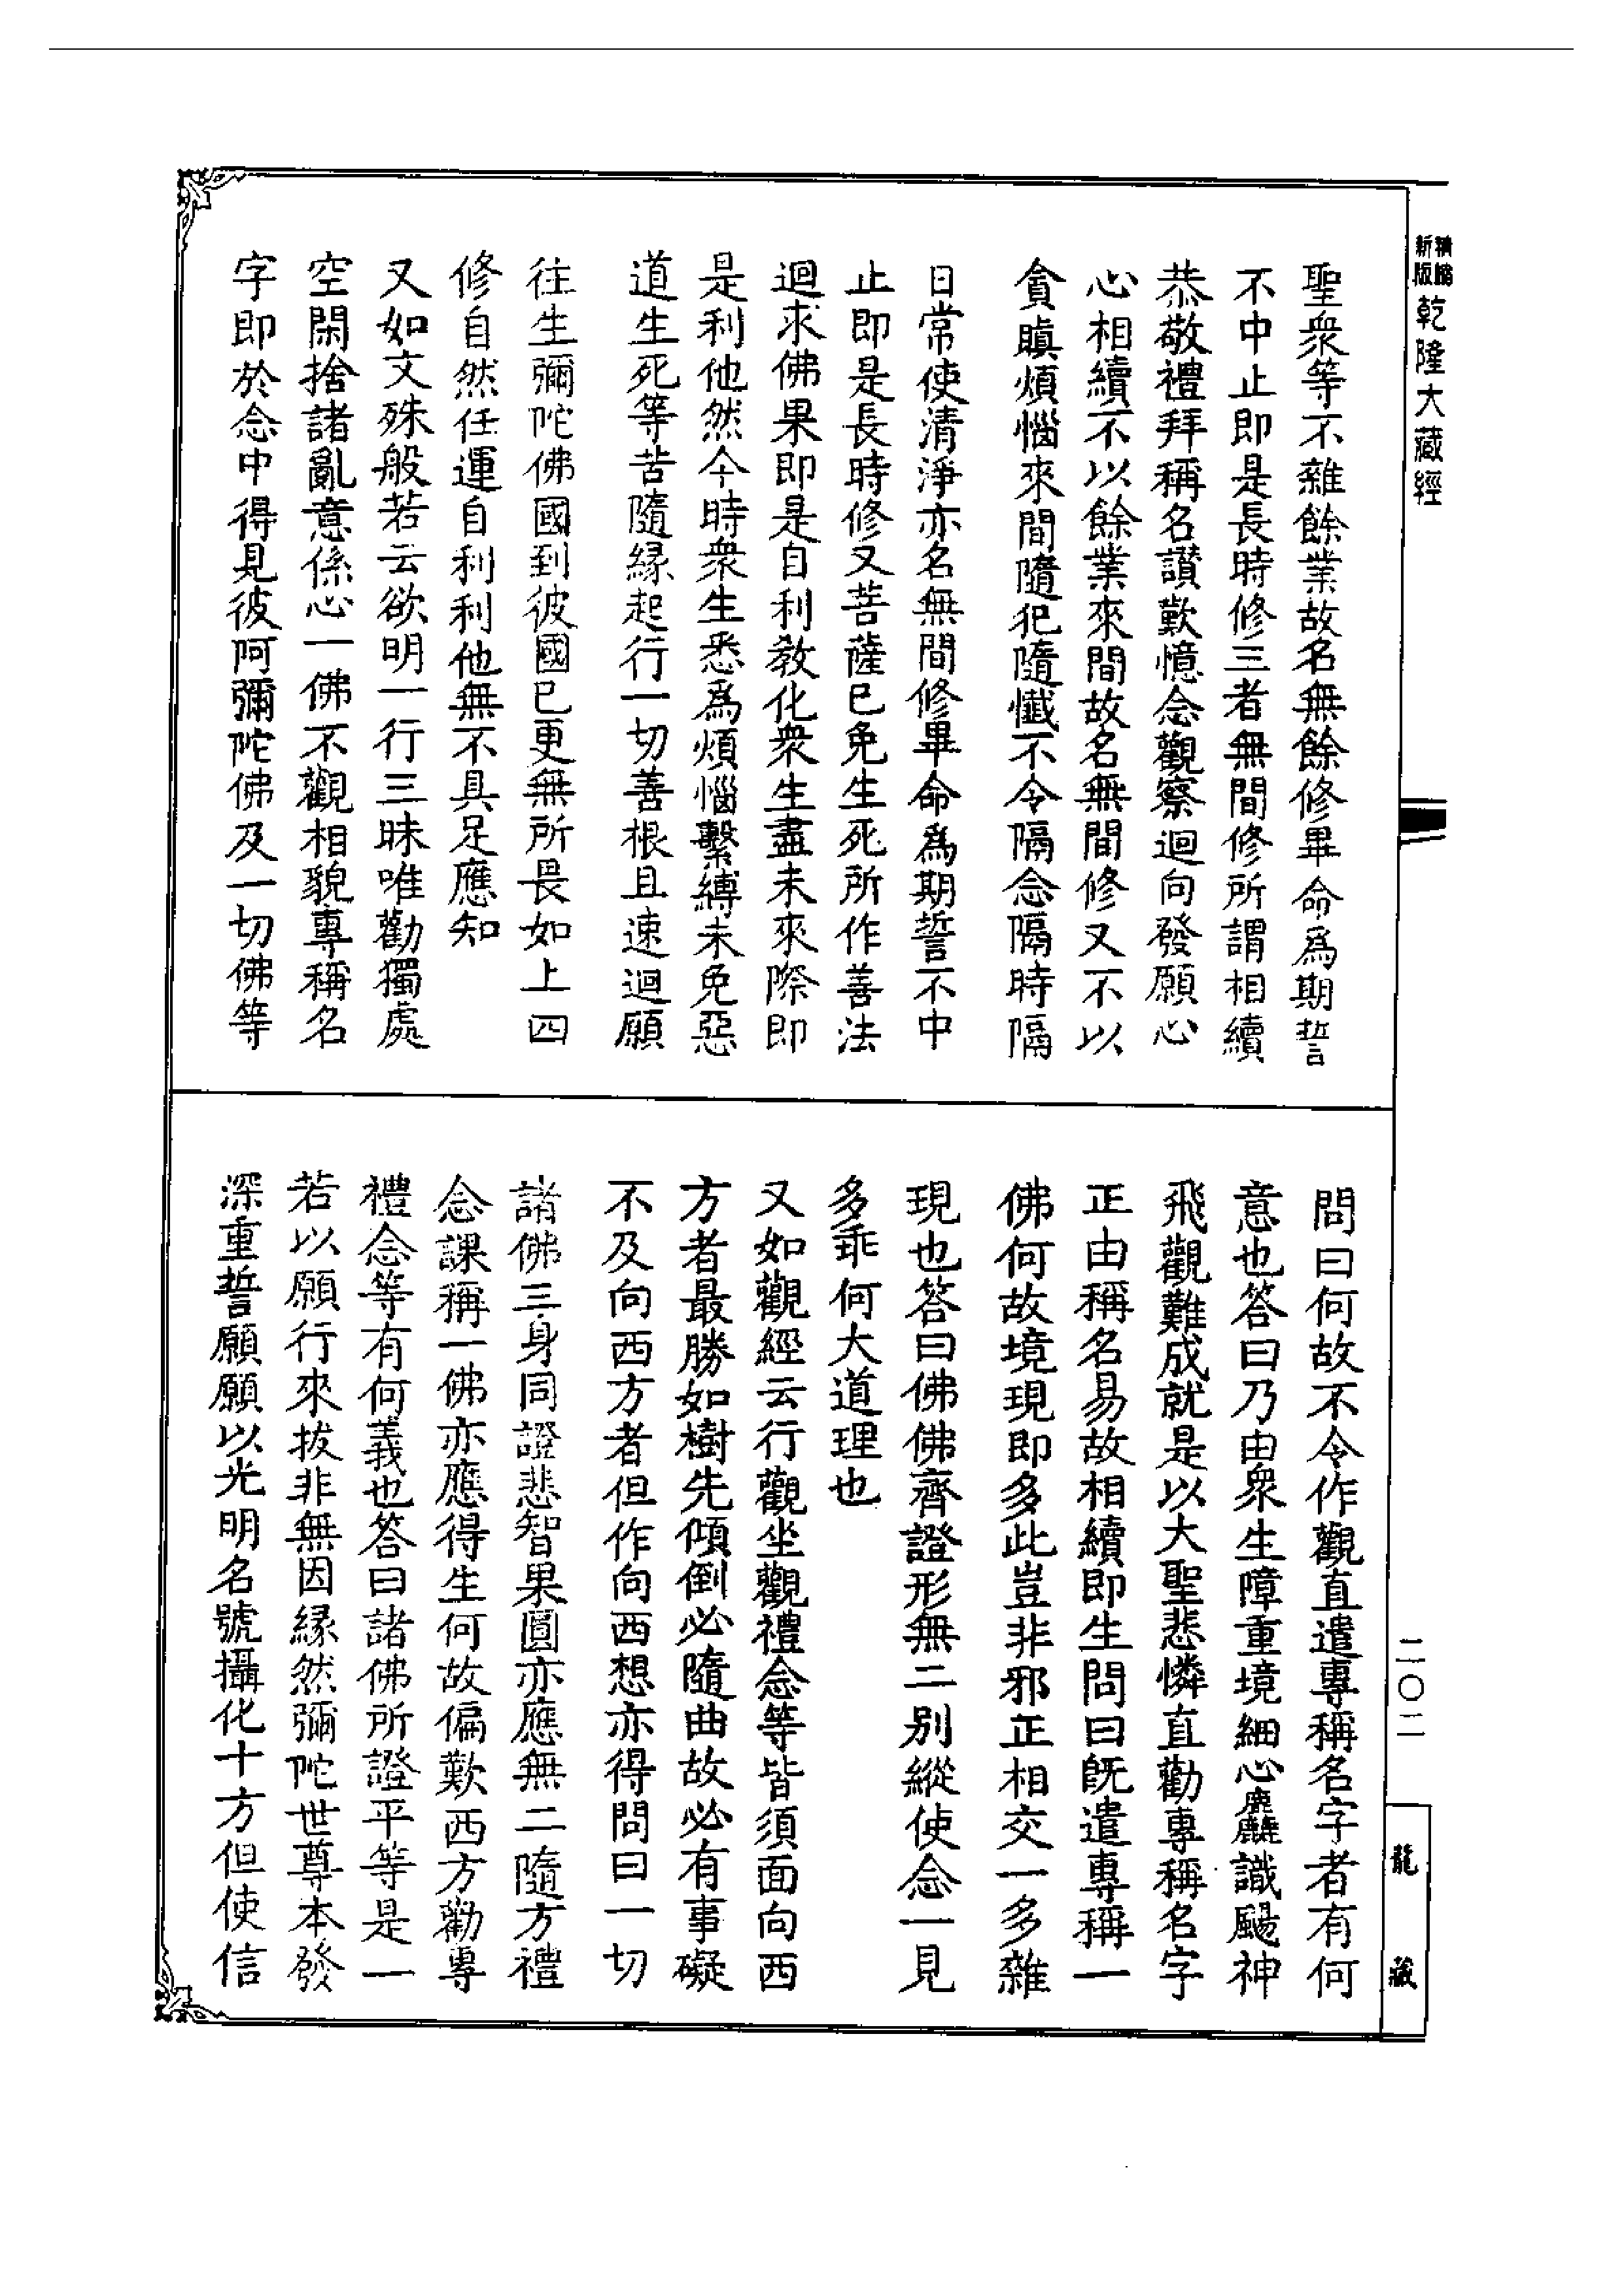 新版
精縮
乾隆大藏經
聖衆等不雜餘業故名無餘修畢命爲期誓
不中止即是長時修三者無間修所謂相續
恭敬禮拜稱名讃歎憶念觀察迴向發願心
心相續不以餘業來間故名無間修又不以
貪瞋煩惱來間隨犯隨懺不令隔念隔時隔
日常使清淨亦名無間修畢命爲期誓不中
止即是長時修又菩薩已免生死所作善法
迴求佛果即是自利教化衆生盡未來際即
是利他然今時衆生悉爲煩惱繫縛未免惡
道生死等苦隨緣起行一切善根且速迴願
往生彌陀佛國到彼國已更無所畏如上四
修自然任運自利利他無不具足應知
又如文殊般若云欲明一行三昧唯勸獨處
空閑捨諸亂意係心一佛不觀相貌專稱名
字即於念中得見彼阿彌陀佛及一切佛等
問曰何故不令作觀直遣專稱名字者有何
意也答曰乃由衆生障重境細心麤識颺神
飛觀難成就是以大聖悲憐直勸專稱名字
正由稱名易故相續即生問曰旣遣專稱一
佛何故境現即多此豈非邪正相交一多雜
現也答曰佛佛齊證形無二別縱使念一見
多乖何大道理也
又如觀經云行觀坐觀禮念等皆須面向西
方者最勝如樹先傾倒必隨曲故必有事礙
不及向西方者但作向西想亦得問曰一切
諸佛三身同證悲智果圓亦應無二隨方禮
念課稱一佛亦應得生何故偏歎西方勸專
禮念等有何義也答曰諸佛所證平等是一
若以願行來拔非無因緣然彌陀世尊本發
深重誓願願以光明名號攝化十方但使信
二〇二
龍藏